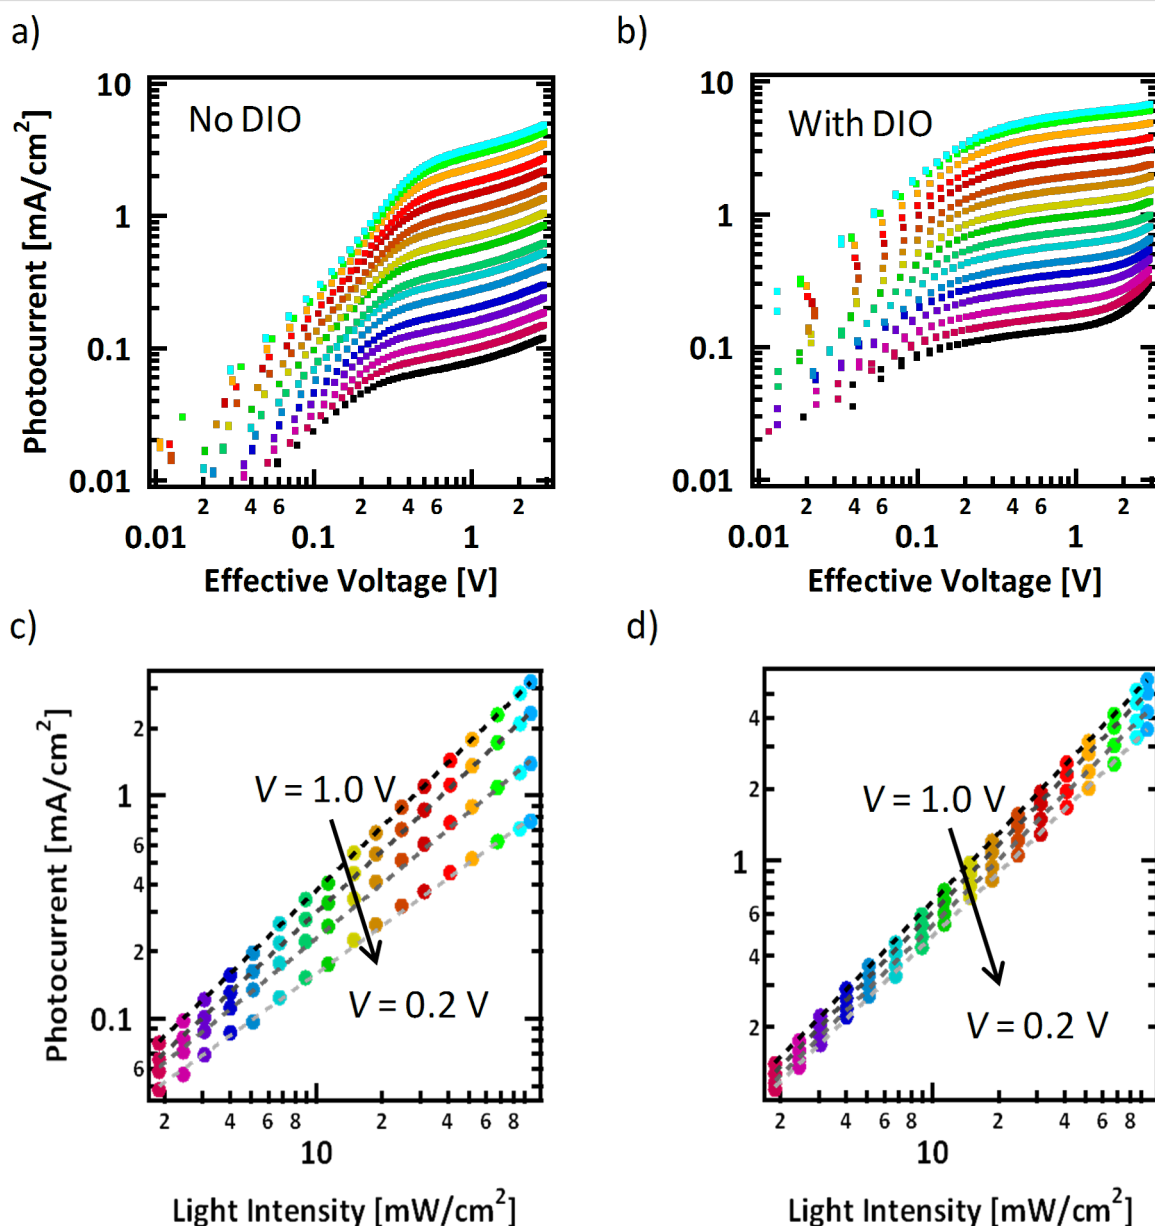 a)
No DIO
Photocurrent [mA/cm²]
10
1
0.1
0.01
2 4 6 2 4 6 2
0.01 0.1 1
Effective Voltage [V]
b)
With DIO
10
1
0.1
0.01
2 4 6 2 4 6 2
0.01 0.1 1
Effective Voltage [V]
c)
Photocurrent [mA/cm²]
2
1
6
4
2
0.1
6
V = 1.0 V
V = 0.2 V
2 4 6 8 2 4 6 8
10
Light Intensity [mW/cm²]
d)
4
2
1
6
4
2
V = 1.0 V
V = 0.2 V
2 4 6 8 2 4 6 8
10
Light Intensity [mW/cm²]